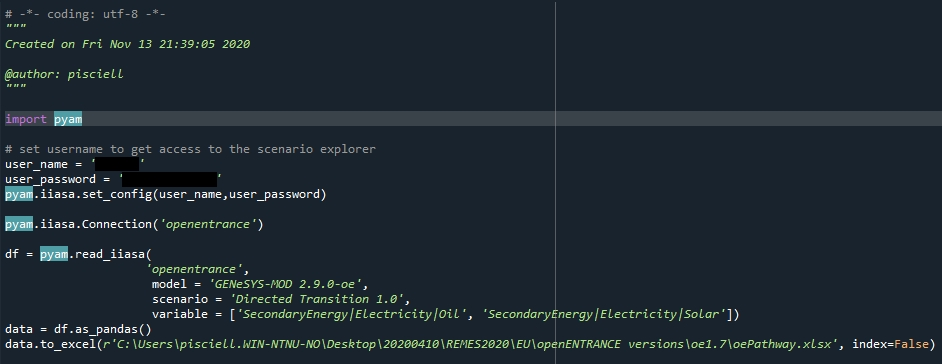 # -*- coding: utf-8 -*-
"""
Created on Fri Nov 13 21:39:05 2020
@author: pisciell
"""
import pyam
# set username to get access to the scenario explorer
user_name = ' '
user_password = ' '
pyam.iiasa.set_config(user_name,user_password)
pyam.iiasa.Connection('openentrance')
df = pyam.read_iiasa(
'openentrance',
model = 'GENeSYS-MOD 2.9.0-oe',
scenario = 'Directed Transition 1.0',
variable = ['SecondaryEnergy|Electricity|Oil', 'SecondaryEnergy|Electricity|Solar'])
data = df.as_pandas()
data.to_excel(r'C:\Users\pisciell.WIN-NTNU-NO\Desktop\20200410\REMES2020\EU\openENTRANCE versions\oe1.7\oePathway.xlsx', index=False)